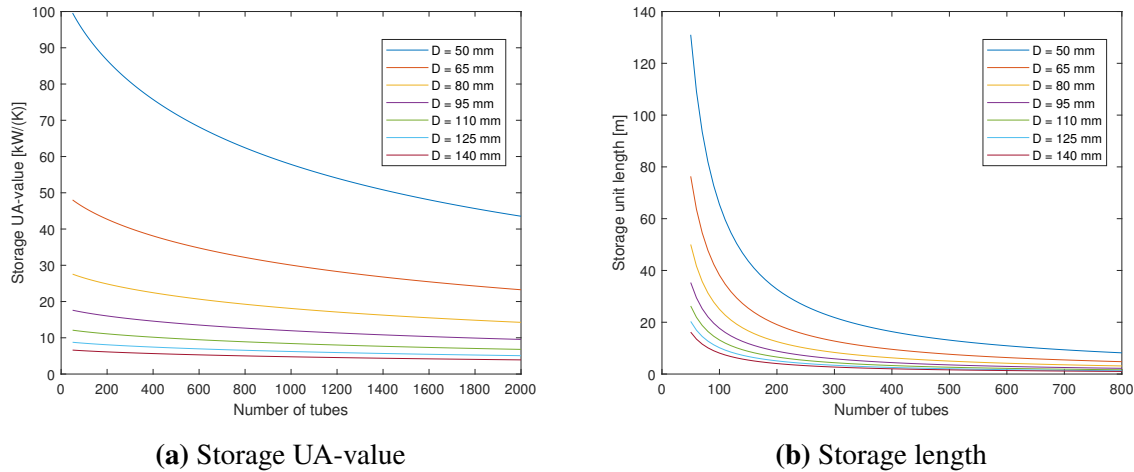 100
90
80
70
60
50
40
30
20
10
0
Storage UA-value [kW/(K)]
D = 50 mm
D = 65 mm
D = 80 mm
D = 95 mm
D = 110 mm
D = 125 mm
D = 140 mm
0 200 400 600 800 1000 1200 1400 1600 1800 2000
Number of tubes
(a) Storage UA-value
140
120
100
80
60
40
20
0
Storage unit length [m]
D = 50 mm
D = 65 mm
D = 80 mm
D = 95 mm
D = 110 mm
D = 125 mm
D = 140 mm
0 100 200 300 400 500 600 700 800
Number of tubes
(b) Storage length